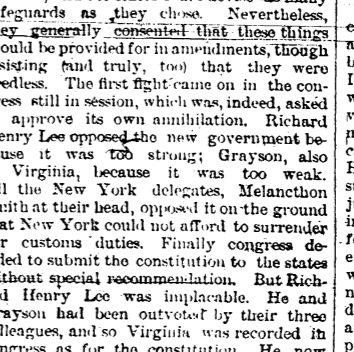 feguards as they chose. Nevertheless,
ey generally consented that these things
ould be provided for in amendments, though
sisting (and truly, too) that they were
edless. The first fight came on in the con-
ress still in session, which was, indeed, asked
approve its own annihilation. Richard
enry Lee opposed the new government be-
use it was too strong; Grayson, also
Virginia, because it was too weak.
ll the New York delegates, Melancthon
ith at their head, opposed it on the ground
at New York could not afford to surrender
r customs duties. Finally congress de-
ded to submit the constitution to the states
thout special recommendation. But Rich-
d Henry Lee was implacable. He and
rayson had been outvoted by their three
lleagues, and so Virginia was recorded in
ngress as for the constitution. He now